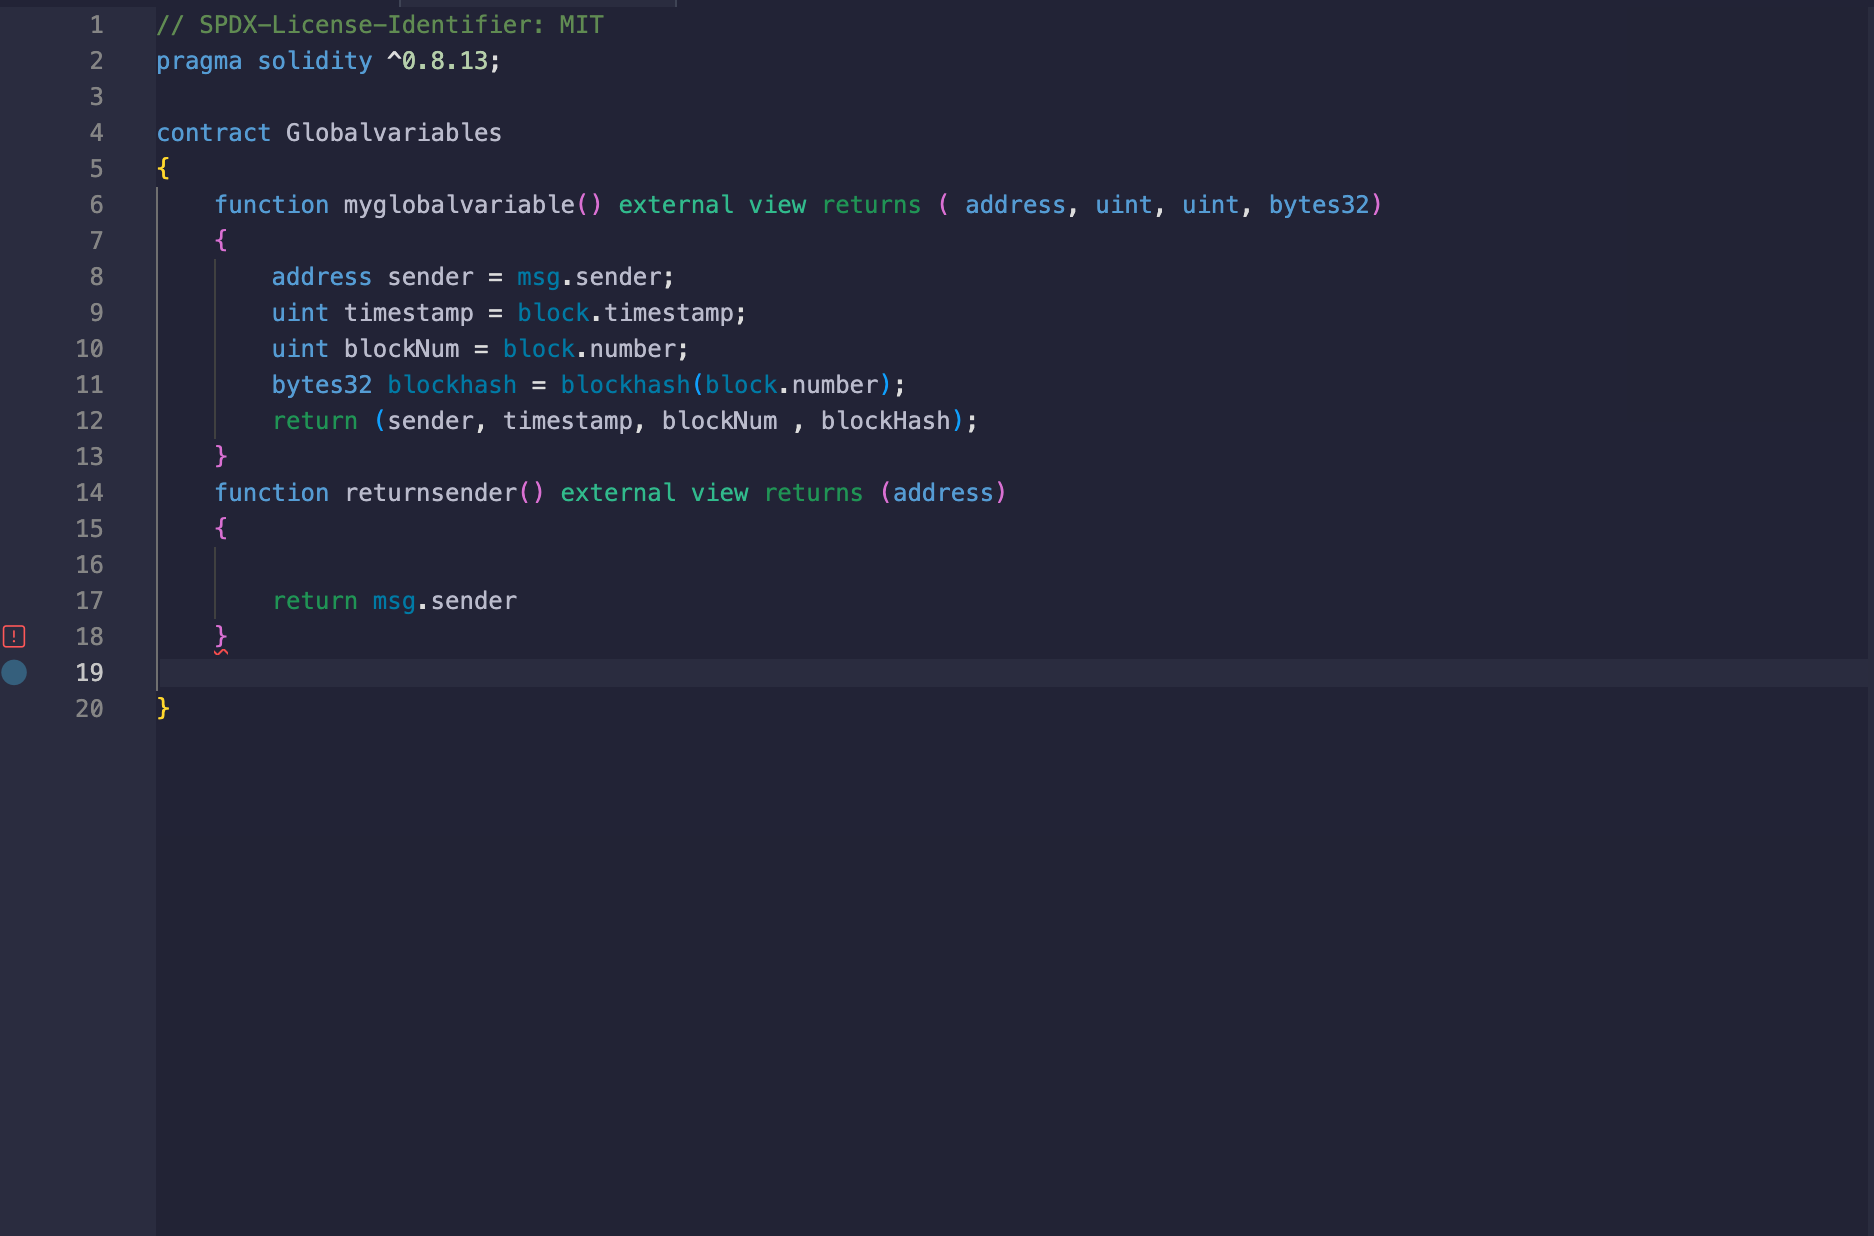 1 // SPDX-License-Identifier: MIT
2 pragma solidity ^0.8.13;
3
4 contract Globalvariables
5 {
6 function myglobalvariable() external view returns ( address, uint, uint, bytes32)
7 {
8 address sender = msg.sender;
9 uint timestamp = block.timestamp;
10 uint blockNum = block.number;
11 bytes32 blockhash = blockhash(block.number);
12 return (sender, timestamp, blockNum , blockHash);
13 }
14 function returnsender() external view returns (address)
15 {
16
17 return msg.sender
18 }
19
20 }